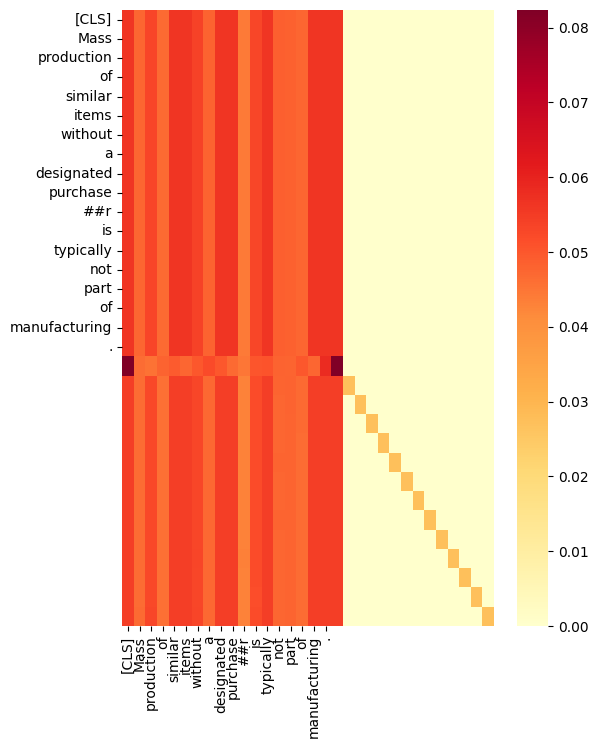 [CLS]
Mass
production
of
similar
items
without
a
designated
purchase
##r
is
typically
not
part
of
manufacturing
.
0.08
0.07
0.06
0.05
0.04
0.03
0.02
0.01
0.00
[CLS]
Mass
production
of
similar
items
without
a
designated
purchase
##r
is
typically
not
part
of
manufacturing
.